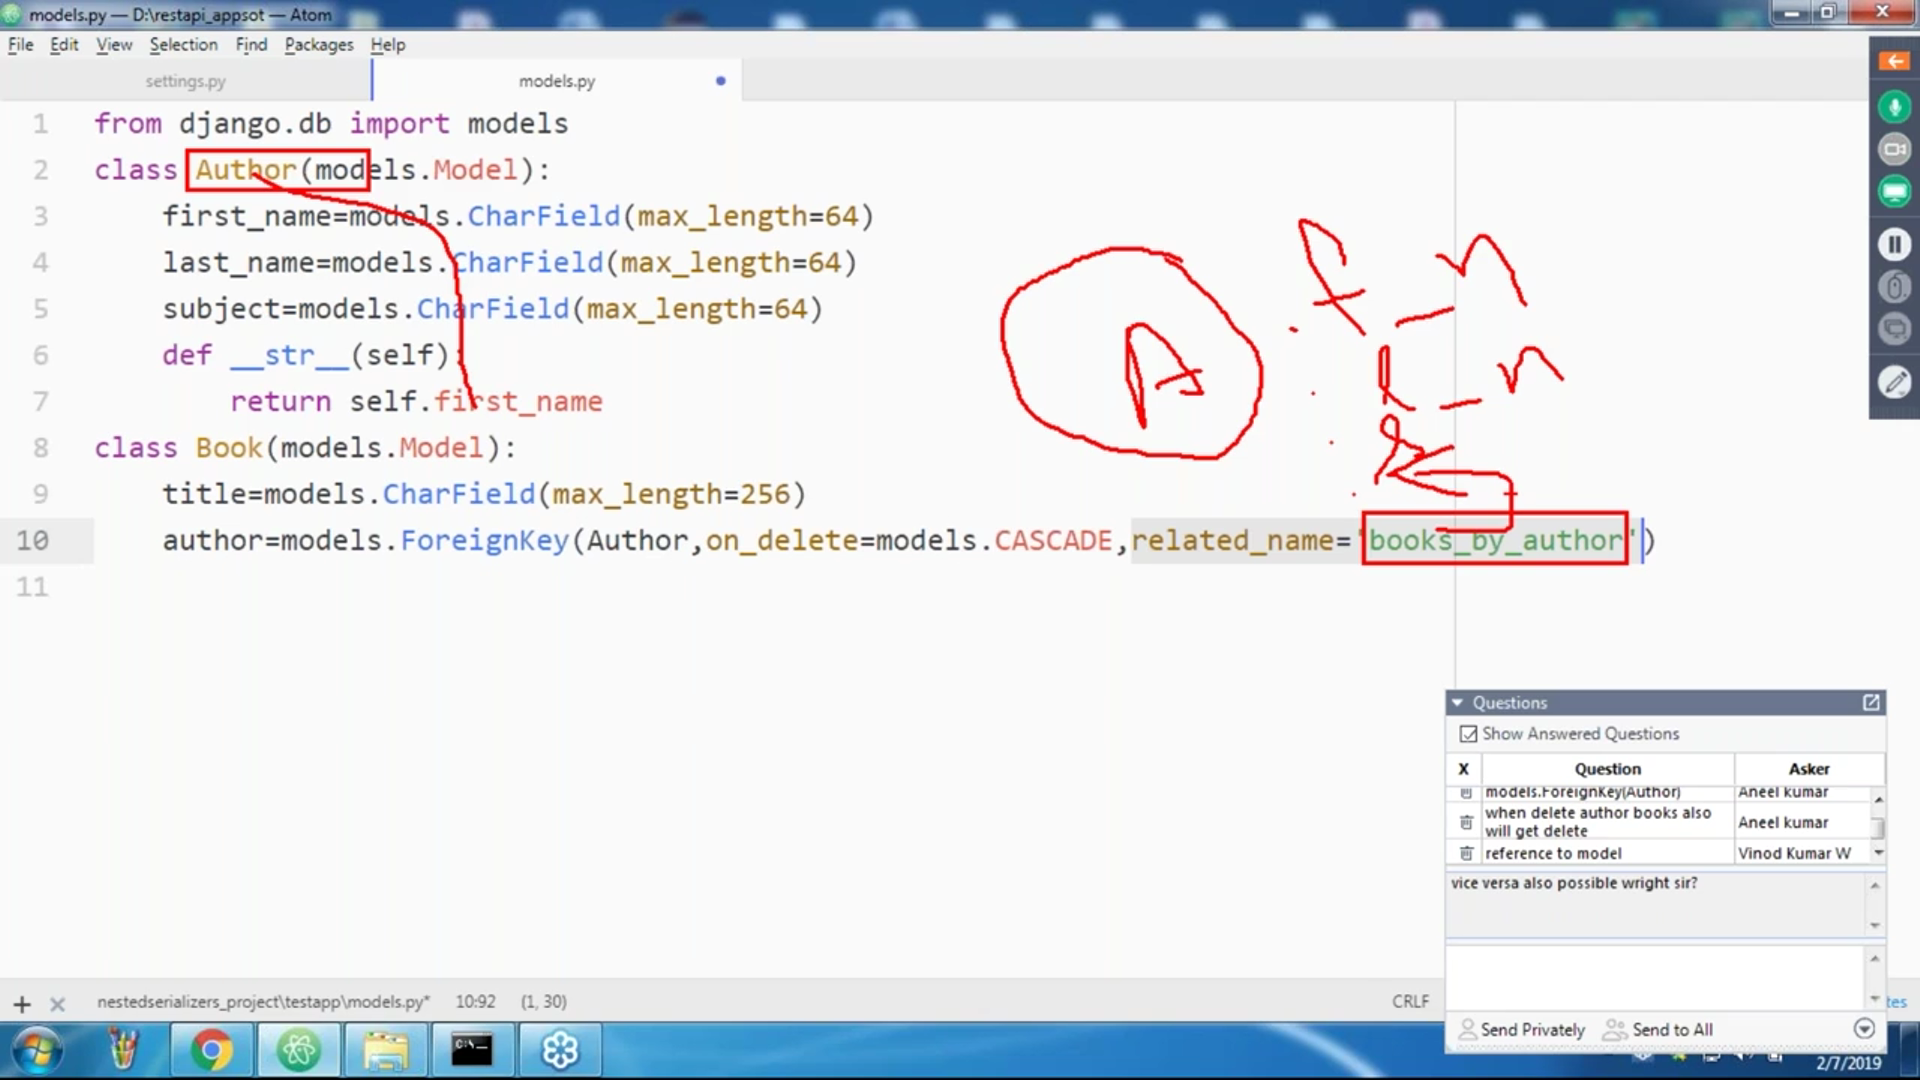 models.py — D:\restapi_appsot — Atom
File Edit View Selection Find Packages Help
settings.py models.py
1 from django.db import models
2 class Author(models.Model):
3 first_name=models.CharField(max_length=64)
4 last_name=models.CharField(max_length=64)
5 subject=models.CharField(max_length=64)
6 def __str__(self):
7 return self.first_name
8 class Book(models.Model):
9 title=models.CharField(max_length=256)
10 author=models.ForeignKey(Author,on_delete=models.CASCADE,related_name='books_by_author')
11
A
f_n
l_n
Questions
Show Answered Questions
X Question Asker
models.ForeignKey(Author) Aneel kumar
when delete author books also will get delete Aneel kumar
reference to model Vinod Kumar W
vice versa also possible wright sir?
Send Privately Send to All
nestedserializers_project\testapp\models.py* 10:92 (1, 30) CRLF
C:\
2/7/2019